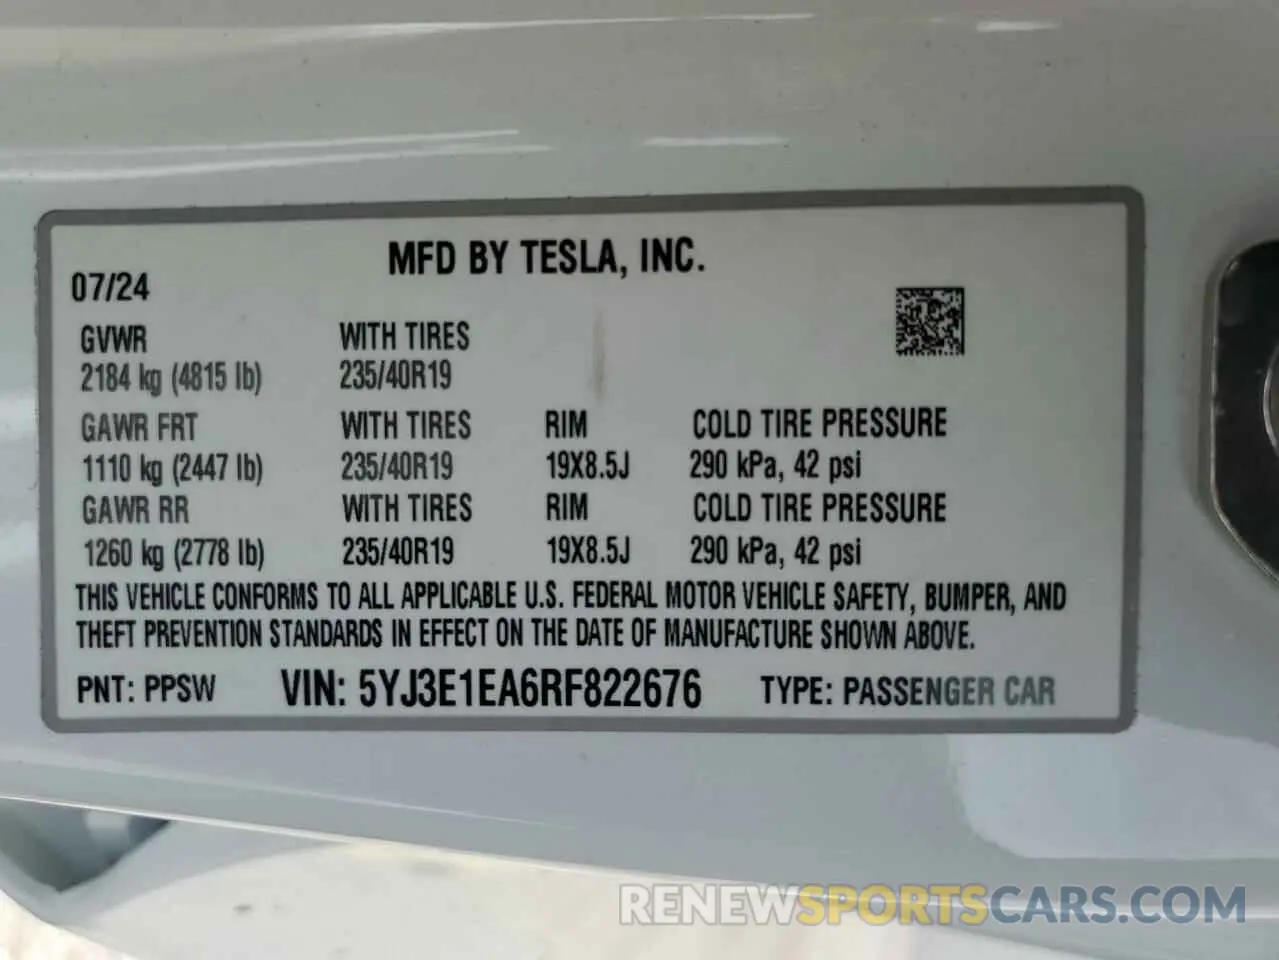 MFD BY TESLA, INC.
07/24
GVWR WITH TIRES
2184 kg (4815 lb) 235/40R19
GAWR FRT WITH TIRES RIM COLD TIRE PRESSURE
1110 kg (2447 lb) 235/40R19 19X8.5J 290 kPa, 42 psi
GAWR RR WITH TIRES RIM COLD TIRE PRESSURE
1260 kg (2778 lb) 235/40R19 19X8.5J 290 kPa, 42 psi
THIS VEHICLE CONFORMS TO ALL APPLICABLE U.S. FEDERAL MOTOR VEHICLE SAFETY, BUMPER, AND
THEFT PREVENTION STANDARDS IN EFFECT ON THE DATE OF MANUFACTURE SHOWN ABOVE.
PNT: PPSW VIN: 5YJ3E1EA6RF822676 TYPE: PASSENGER CAR
RENEWSPORTSCARS.COM